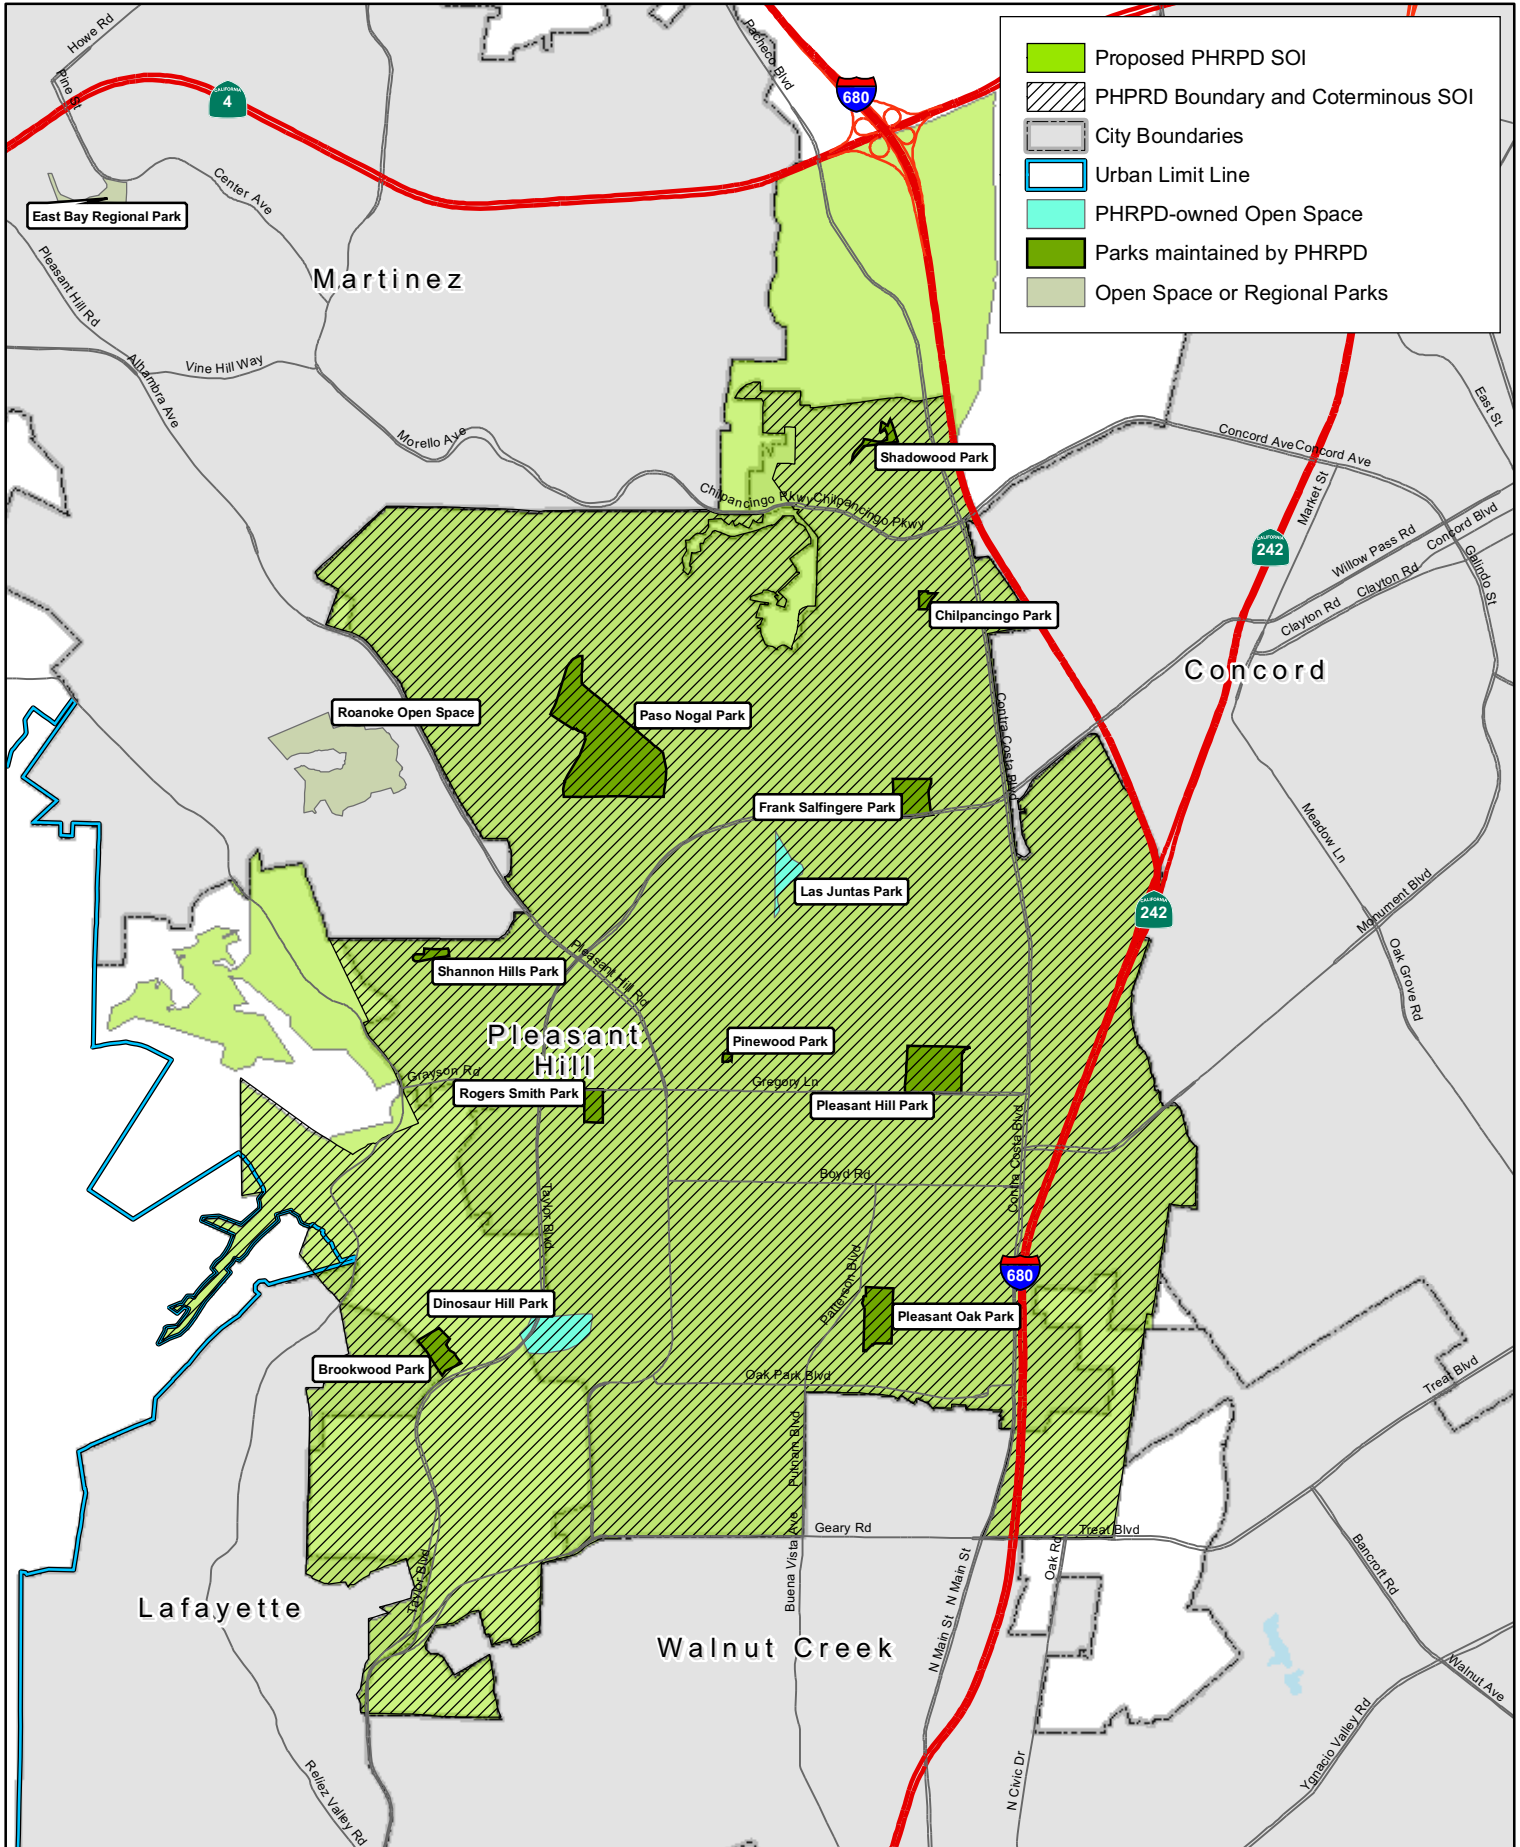 Howe Rd
Pine St
CALIFORNIA
4
Pacheco Blvd
680
Proposed PHRPD SOI
PHPRD Boundary and Coterminous SOI
City Boundaries
Urban Limit Line
PHRPD-owned Open Space
Parks maintained by PHRPD
Open Space or Regional Parks
East Bay Regional Park
Center Ave
Pleasant Hill Rd
Martinez
Alhambra Ave
Vine Hill Way
Morello Ave
Shadowood Park
East St
Concord Ave
Concord Ave
Market St
Chilpancingo Pkwy
Chilpancingo Pkwy
CALIFORNIA
242
Willow Pass Rd
Concord Blvd
Galindo St
Clayton Rd
Clayton Rd
Chilpancingo Park
Concord
Roanoke Open Space
Paso Nogal Park
Contra Costa Blvd
Frank Salfingere Park
Meadow Ln
Las Juntas Park
CALIFORNIA
242
Monument Blvd
Oak Grove Rd
Shannon Hills Park
Pleasant Hill Rd
Pleasant
Hill
Pinewood Park
Grayson Rd
Rogers Smith Park
Gregory Ln
Pleasant Hill Park
Contra Costa Blvd
Boyd Rd
Taylor Blvd
Patterson Blvd
680
Dinosaur Hill Park
Pleasant Oak Park
Brookwood Park
Oak Park Blvd
Treat Blvd
Putnam Blvd
Geary Rd
Treat Blvd
Buena Vista Ave
N Main St
Oak Rd
Bancroft Rd
Taylor Blvd
Lafayette
Walnut Creek
N Main St
Walnut Ave
Ygnacio Valley Rd
N Civic Dr
Reliez Valley Rd